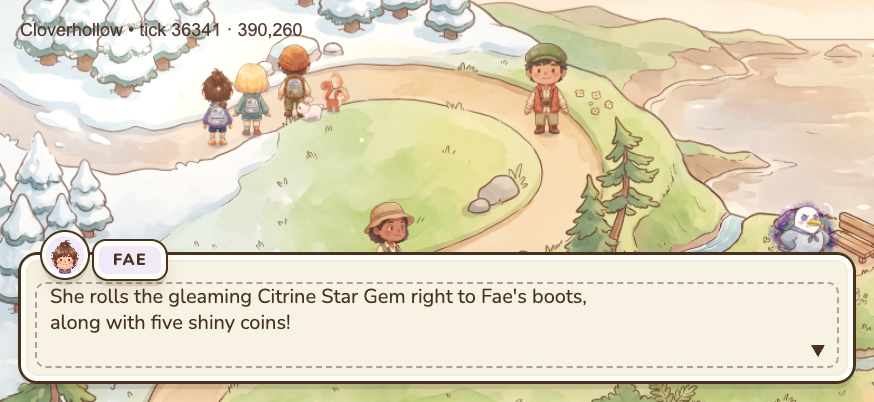 Cloverhollow • tick 36341 · 390,260
FAE
She rolls the gleaming Citrine Star Gem right to Fae's boots,
along with five shiny coins!